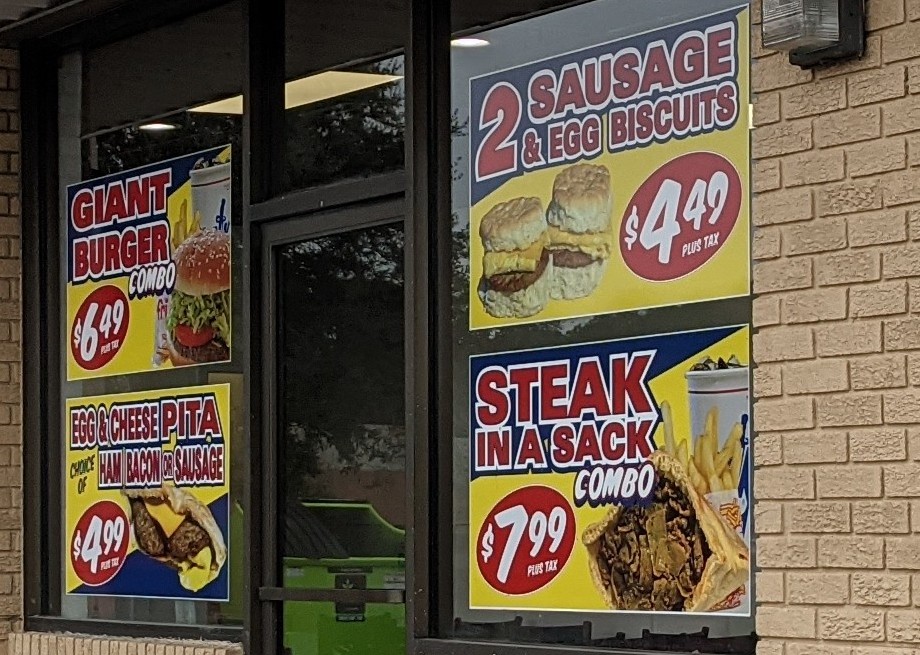 GIANT
BURGER
COMBO
$6.49
PLUS TAX
EGG & CHEESE PITA
CHOICE
OF
HAM BACON OR SAUSAGE
$4.99
PLUS TAX
2 SAUSAGE
& EGG BISCUITS
$4.49
PLUS TAX
STEAK
IN A SACK
COMBO
$7.99
PLUS TAX